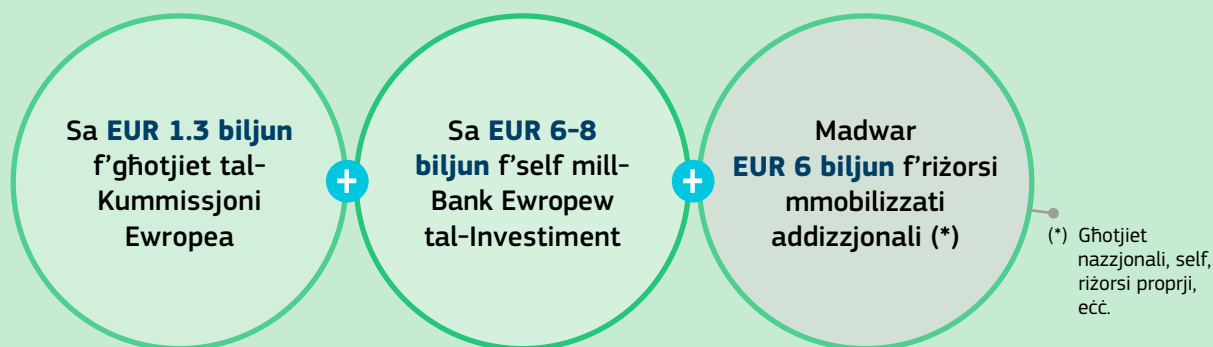 Sa EUR 1.3 biljun
f’għotjiet tal-
Kummissjoni
Ewropea
+
Sa EUR 6-8
biljun f’self mill-
Bank Ewropew
tal-Investiment
+
Madwar
EUR 6 biljun f’riżorsi
mmobilizzati
addizzjonali (*)
(*) Għotjiet
nazzjonali, self,
riżorsi proprji,
eċċ.